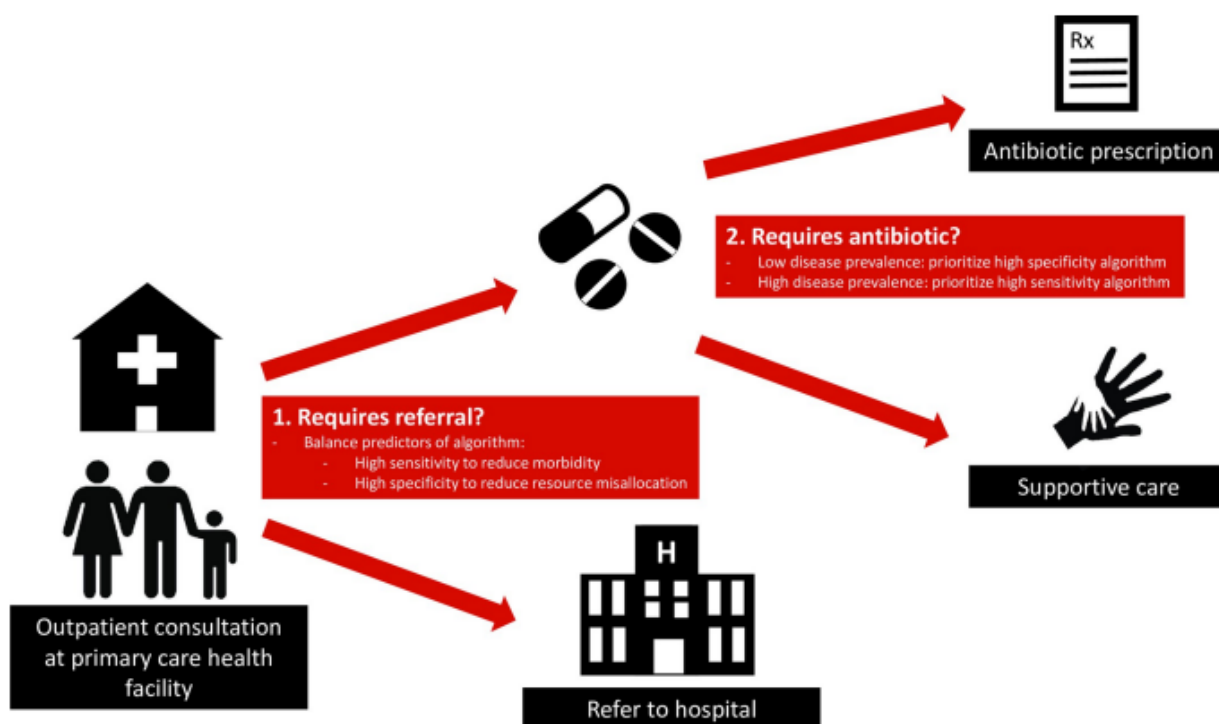 Rx
Antibiotic prescription
2. Requires antibiotic?
- Low disease prevalence: prioritize high specificity algorithm
- High disease prevalence: prioritize high sensitivity algorithm
1. Requires referral?
- Balance predictors of algorithm:
- High sensitivity to reduce morbidity
- High specificity to reduce resource misallocation
Supportive care
H
Outpatient consultation
at primary care health
facility
Refer to hospital